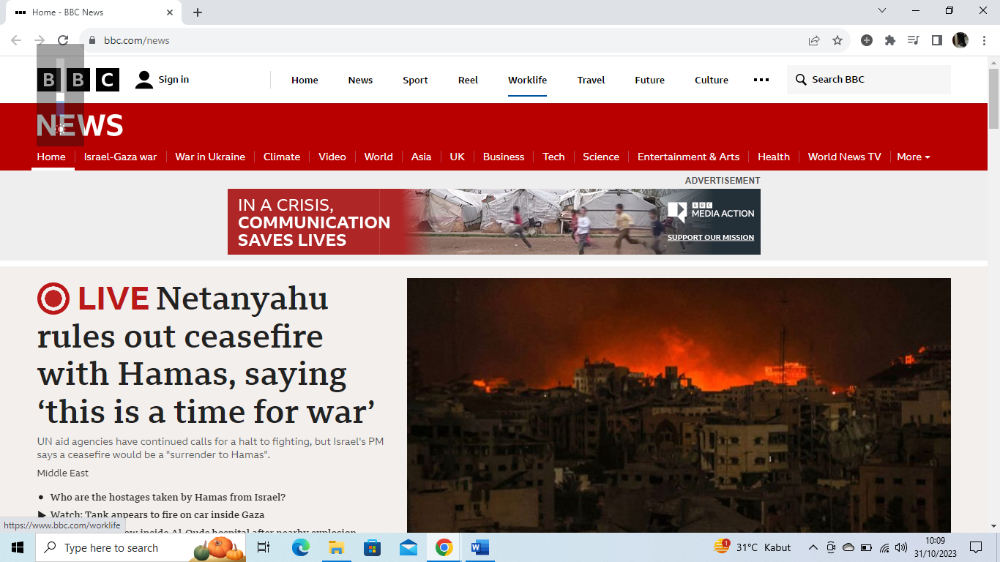 Home - BBC News
bbc.com/news
BBC Sign in Home News Sport Reel Worklife Travel Future Culture Search BBC
NEWS
Home Israel-Gaza war War in Ukraine Climate Video World Asia UK Business Tech Science Entertainment & Arts Health World News TV More
ADVERTISEMENT
IN A CRISIS,
COMMUNICATION
SAVES LIVES
BBC
MEDIA ACTION
SUPPORT OUR MISSION
LIVE Netanyahu
rules out ceasefire
with Hamas, saying
‘this is a time for war’
UN aid agencies have continued calls for a halt to fighting, but Israel's PM
says a ceasefire would be a "surrender to Hamas".
Middle East
Who are the hostages taken by Hamas from Israel?
Watch: Tank appears to fire on car inside Gaza
inside Al-Quds hospital after nearby explosion
https://www.bbc.com/worklife
Type here to search
1
31°C Kabut
10:09
31/10/2023